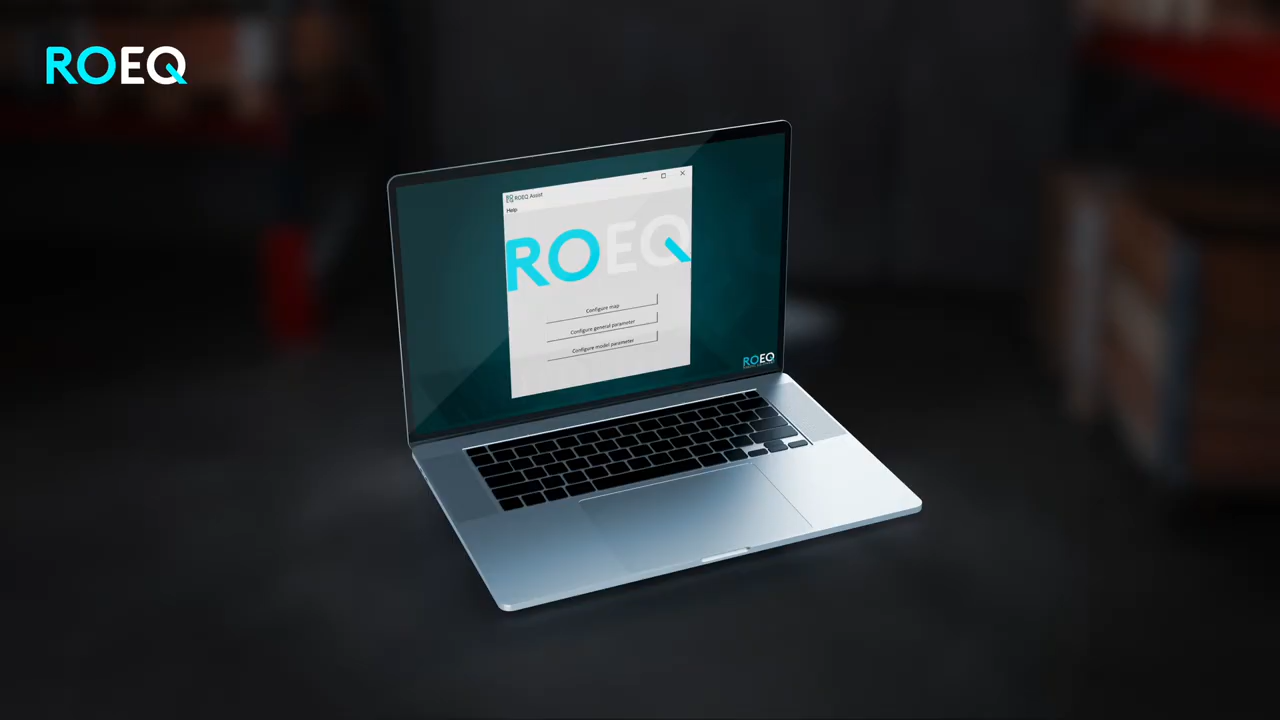 ROEQ
ROEQ Assist
Help
ROEQ
Configure map
Configure general parameter
Configure model parameter
ROEQ